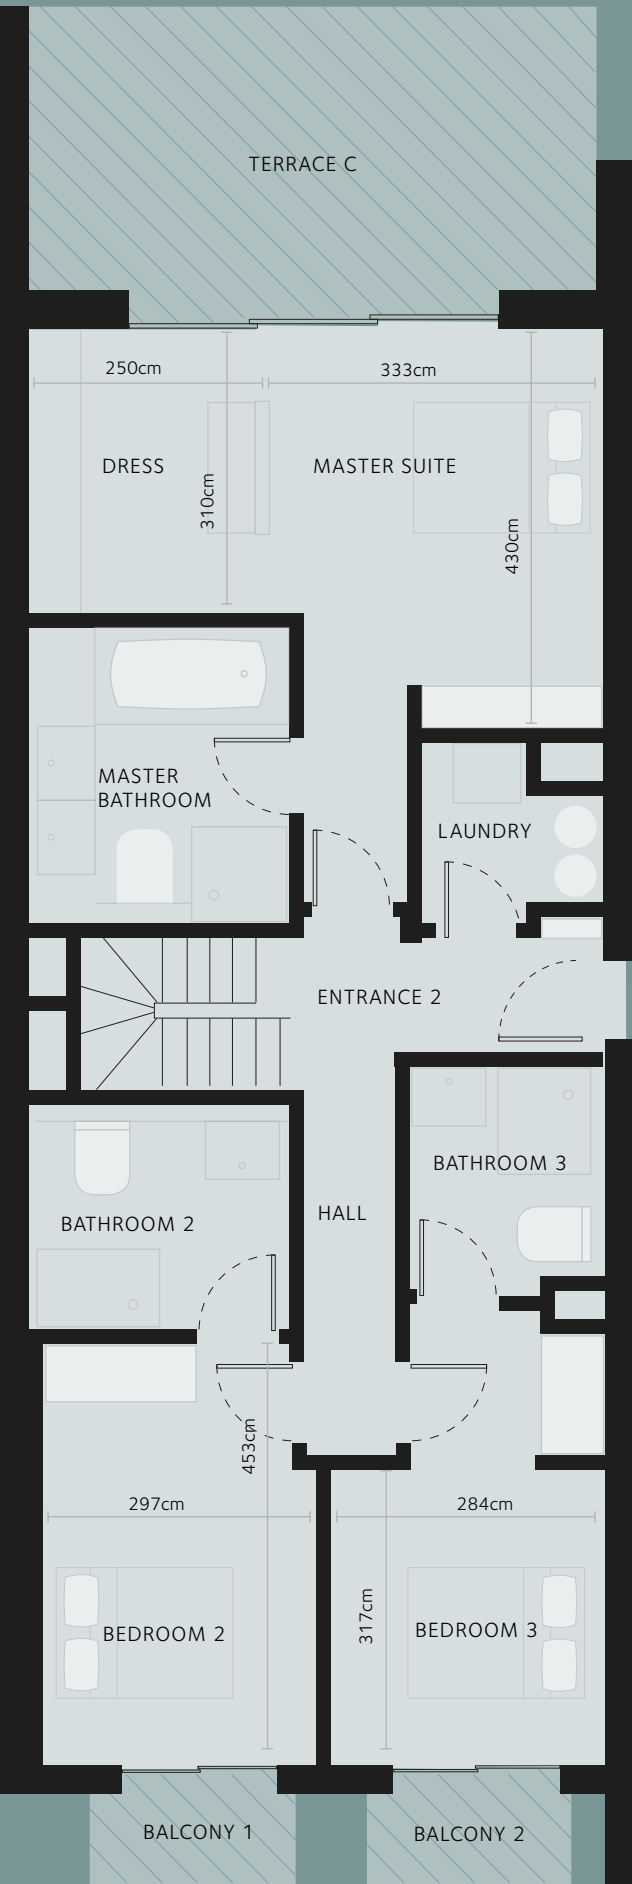 TERRACE C
250cm
333cm
DRESS
MASTER SUITE
310cm
430cm
MASTER
BATHROOM
LAUNDRY
ENTRANCE 2
BATHROOM 3
HALL
BATHROOM 2
453cm
297cm
284cm
317cm
BEDROOM 2
BEDROOM 3
BALCONY 1
BALCONY 2